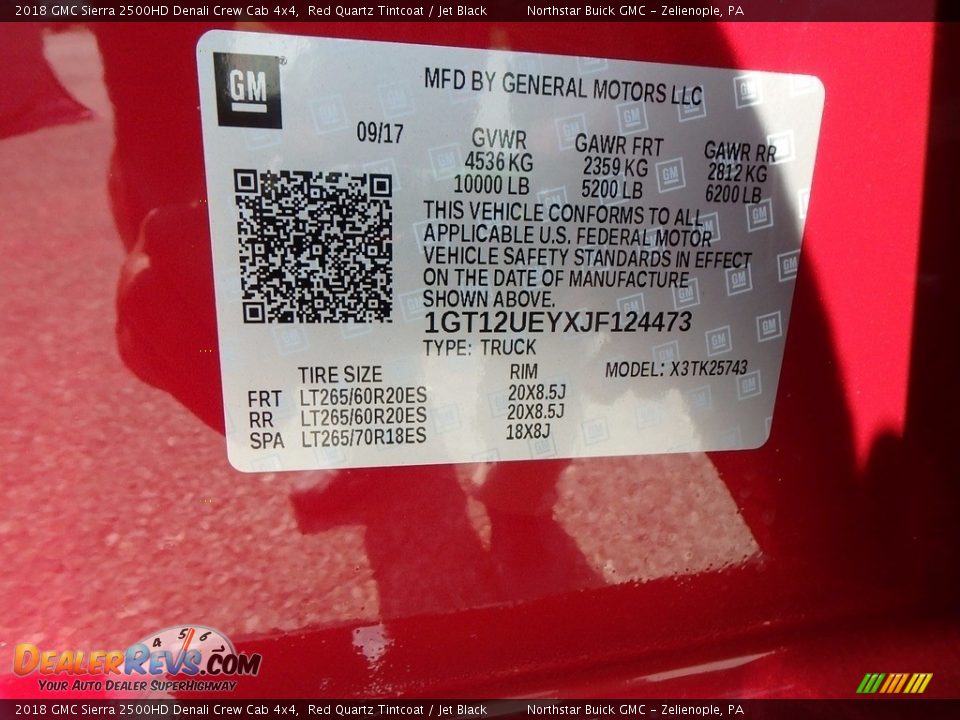 2018 GMC Sierra 2500HD Denali Crew Cab 4x4, Red Quartz Tintcoat / Jet Black Northstar Buick GMC - Zelienople, PA
GM®
MFD BY GENERAL MOTORS LLC
09/17 GVWR GAWR FRT GAWR RR
4536 KG 2359 KG 2812 KG
10000 LB 5200 LB 6200 LB
THIS VEHICLE CONFORMS TO ALL
APPLICABLE U.S. FEDERAL MOTOR
VEHICLE SAFETY STANDARDS IN EFFECT
ON THE DATE OF MANUFACTURE
SHOWN ABOVE.
1GT12UEYXJF124473
TYPE: TRUCK
MODEL: X3TK25743
TIRE SIZE RIM
FRT LT265/60R20ES 20X8.5J
RR LT265/60R20ES 20X8.5J
SPA LT265/70R18ES 18X8J
4 5 6
DealerRevs.com
Your Auto Dealer SuperHighway
2018 GMC Sierra 2500HD Denali Crew Cab 4x4, Red Quartz Tintcoat / Jet Black Northstar Buick GMC - Zelienople, PA